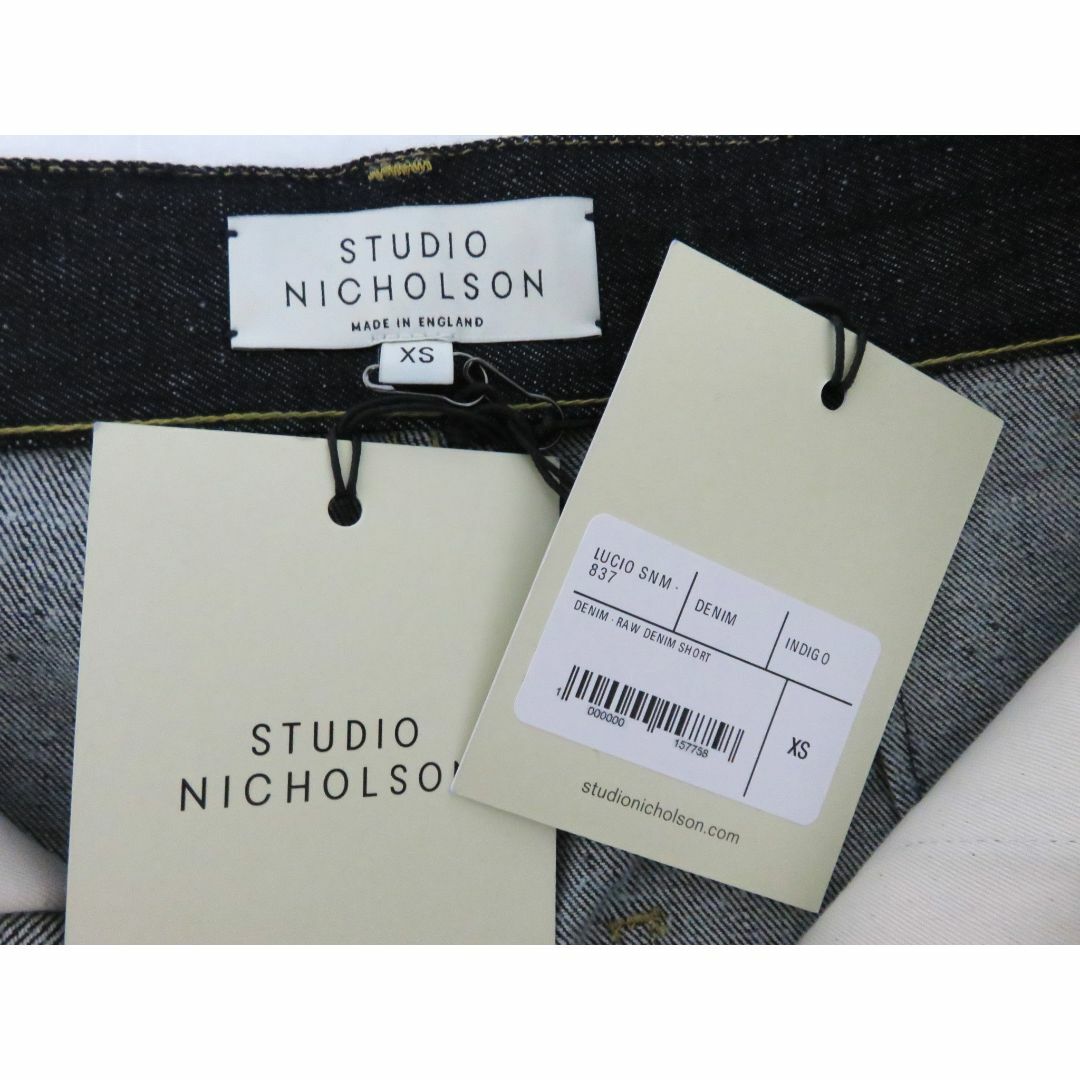 STUDIO
NICHOLSON
MADE IN ENGLAND
XS
STUDIO
NICHOLSON
LUCIO SNM-
837
DENIM
INDIGO
DENIM - RAW DENIM SHORT
1
000000
157758
XS
studionicholson.com